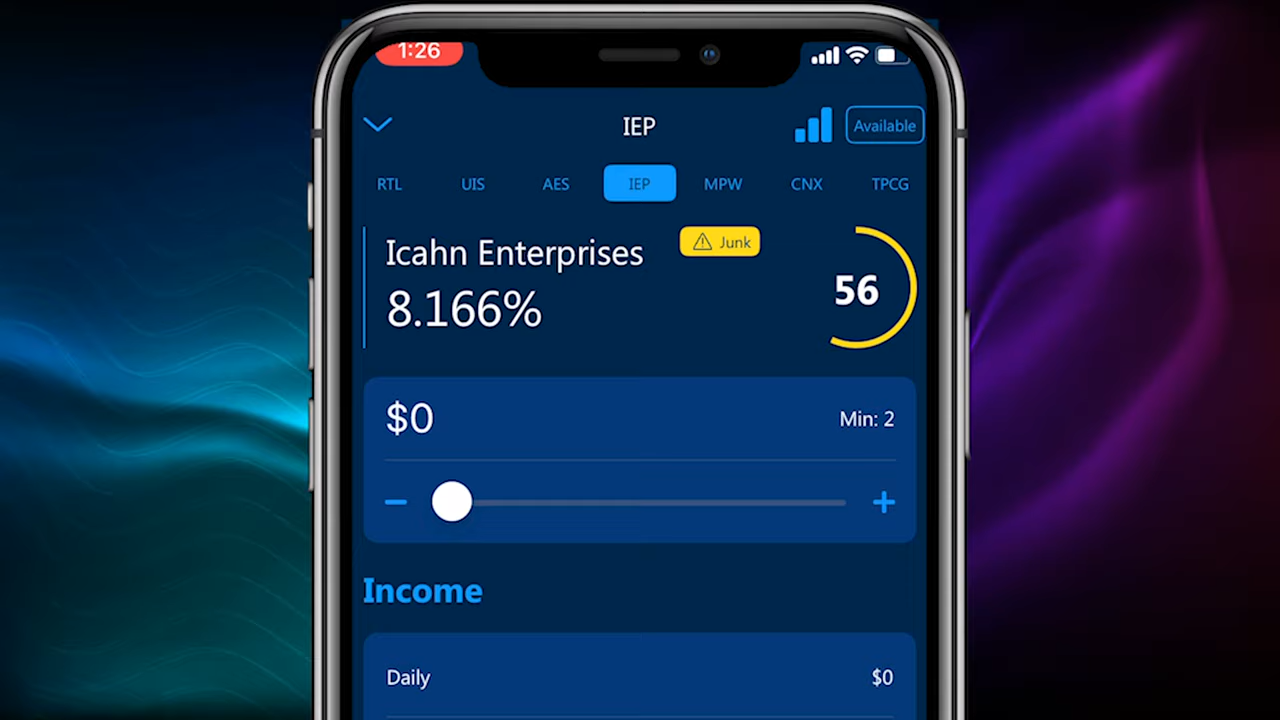 1:26
IEP
Available
RTL UIS AES IEP MPW CNX TPCG
Icahn Enterprises
Junk
8.166%
56
$0
Min: 2
Income
Daily
$0